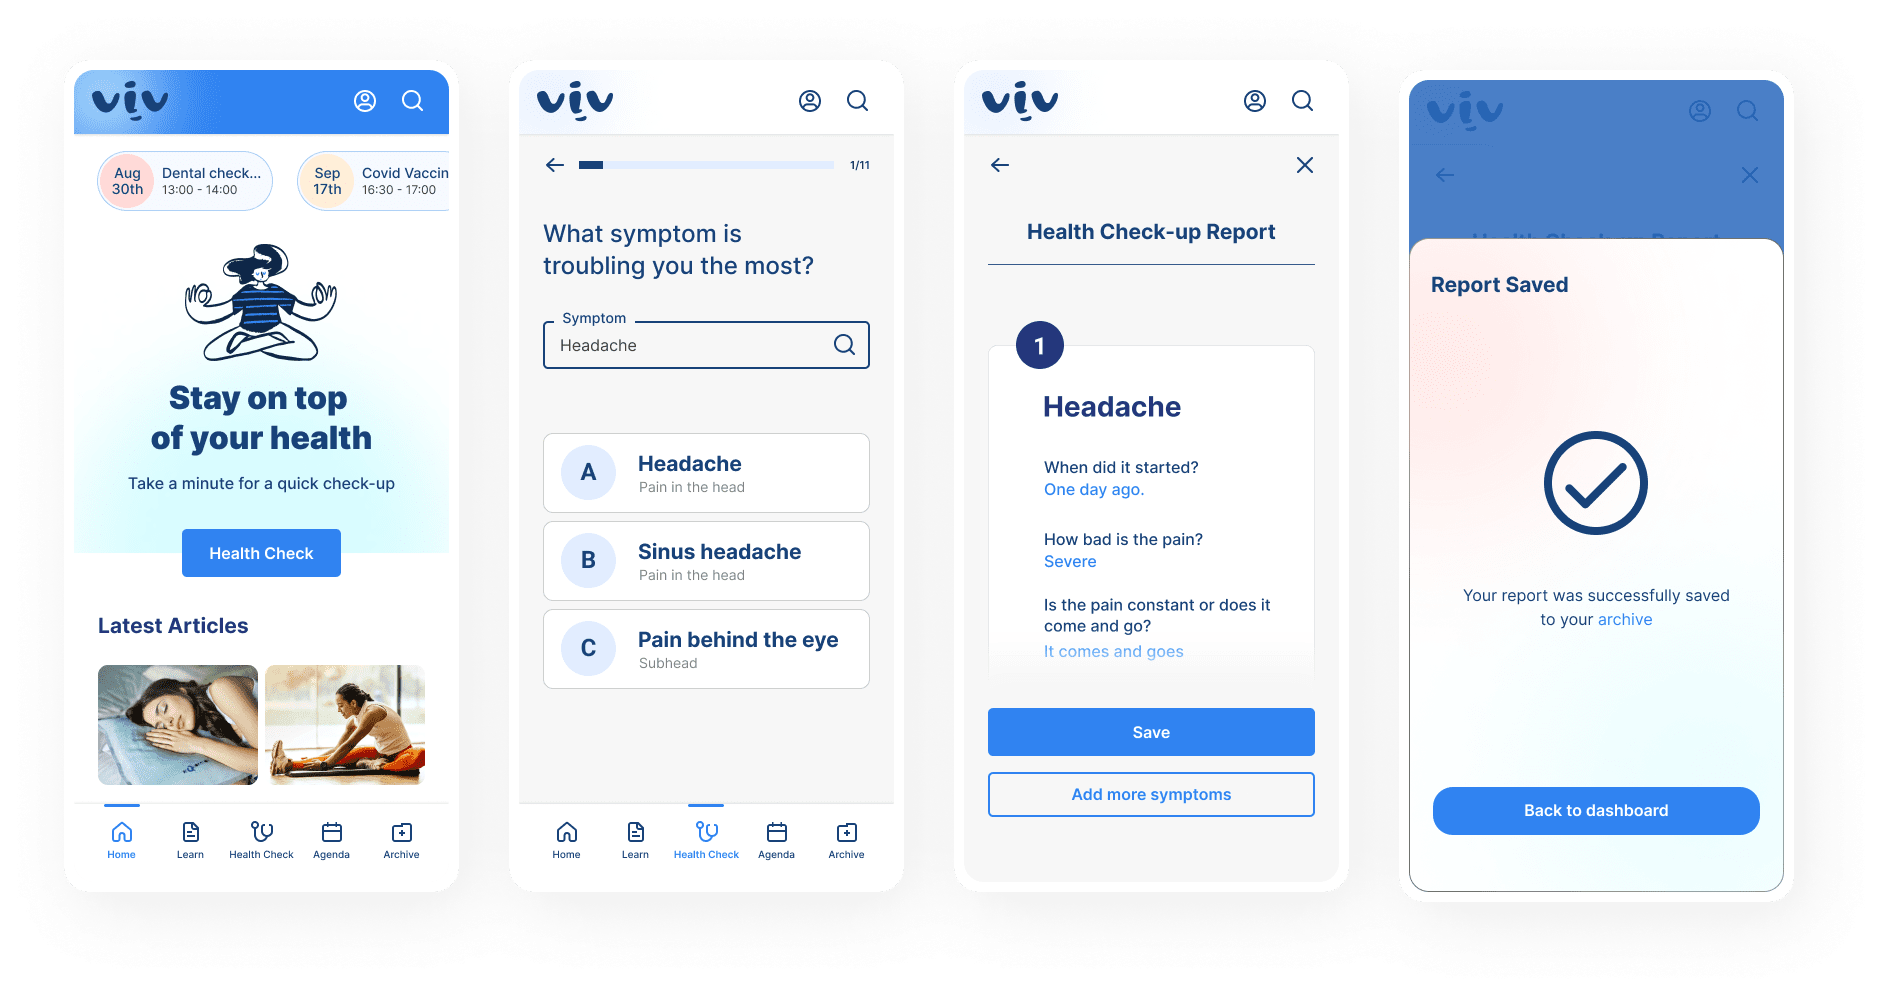 viv
Aug
30th
Dental check...
13:00 - 14:00
Sep
17th
Covid Vaccin
16:30 - 17:00
Stay on top
of your health
Take a minute for a quick check-up
Health Check
Latest Articles
Home
Learn
Health Check
Agenda
Archive
viv
1/11
What symptom is
troubling you the most?
Symptom
Headache
A
Headache
Pain in the head
B
Sinus headache
Pain in the head
C
Pain behind the eye
Subhead
Home
Learn
Health Check
Agenda
Archive
viv
Health Check-up Report
1
Headache
When did it started?
One day ago.
How bad is the pain?
Severe
Is the pain constant or does it
come and go?
It comes and goes
Save
Add more symptoms
viv
Health Check-up Report
Report Saved
Your report was successfully saved
to your archive
Back to dashboard